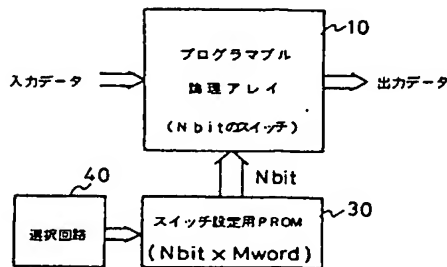 10
プログラマブル
論理アレイ
(Nbitのスイッチ)
入力データ
出力データ
Nbit
40
選択回路
30
スイッチ設定用PROM
(Nbit×Mword)